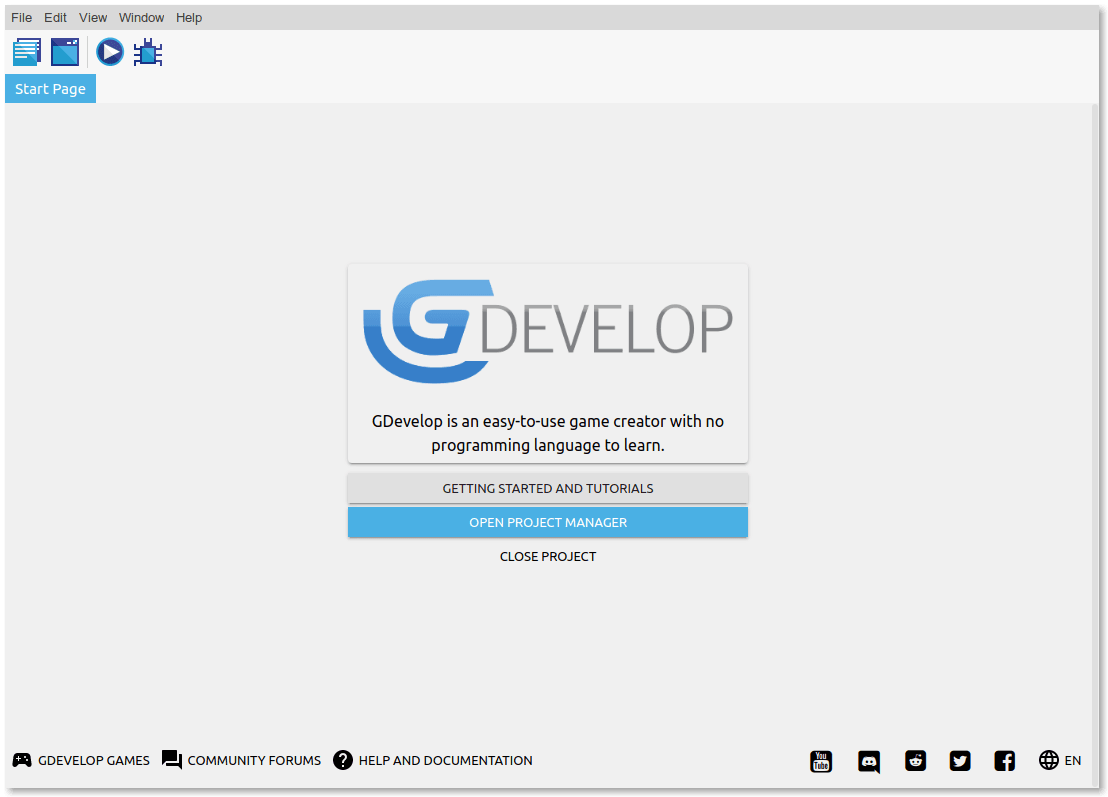 File Edit View Window Help
Start Page
GDEVELOP
GDevelop is an easy-to-use game creator with no
programming language to learn.
GETTING STARTED AND TUTORIALS
OPEN PROJECT MANAGER
CLOSE PROJECT
GDEVELOP GAMES COMMUNITY FORUMS HELP AND DOCUMENTATION You Tube EN